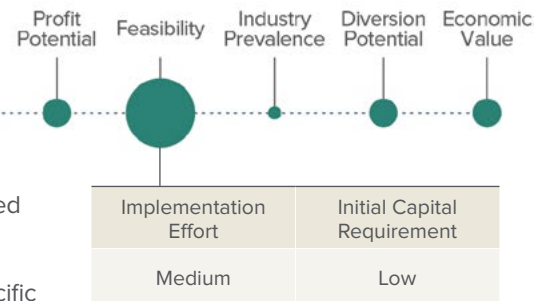 Profit Potential
Feasibility
Industry Prevalence
Diversion Potential
Economic Value
Implementation Effort
Initial Capital Requirement
Medium
Low